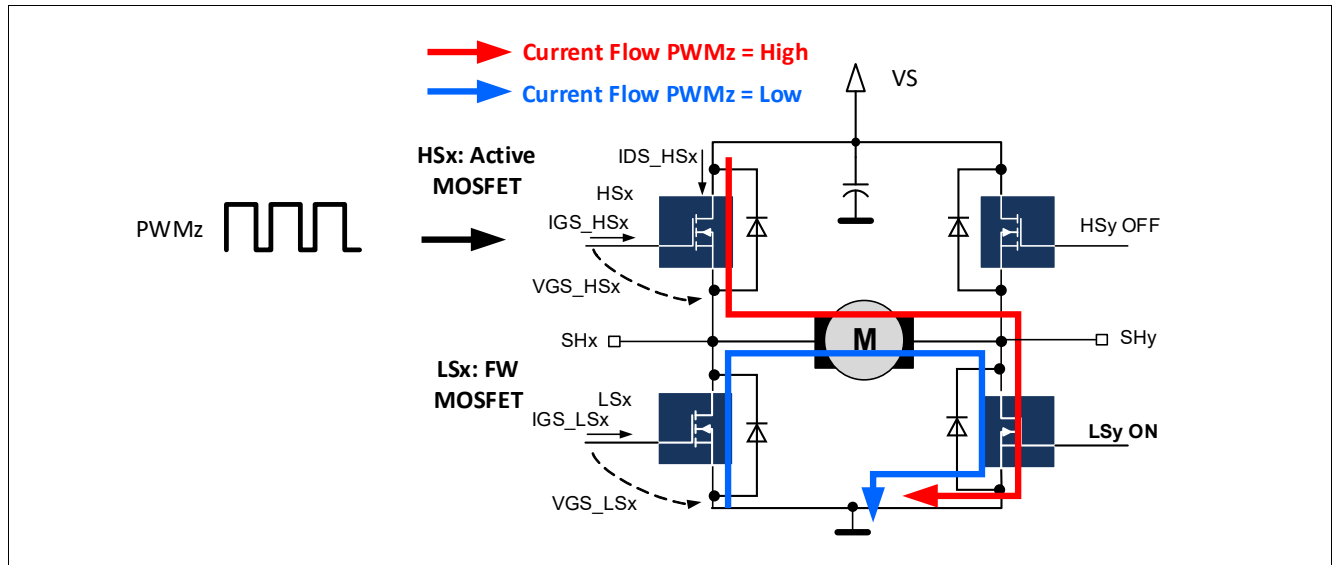 Current Flow PWMz = High
Current Flow PWMz = Low
VS
HSx: Active
MOSFET
IDS_HSx
HSx
IGS_HSx
PWMz
HSy OFF
VGS_HSx
SHx
M
SHy
LSx: FW
MOSFET
LSx
IGS_LSx
LSy ON
VGS_LSx